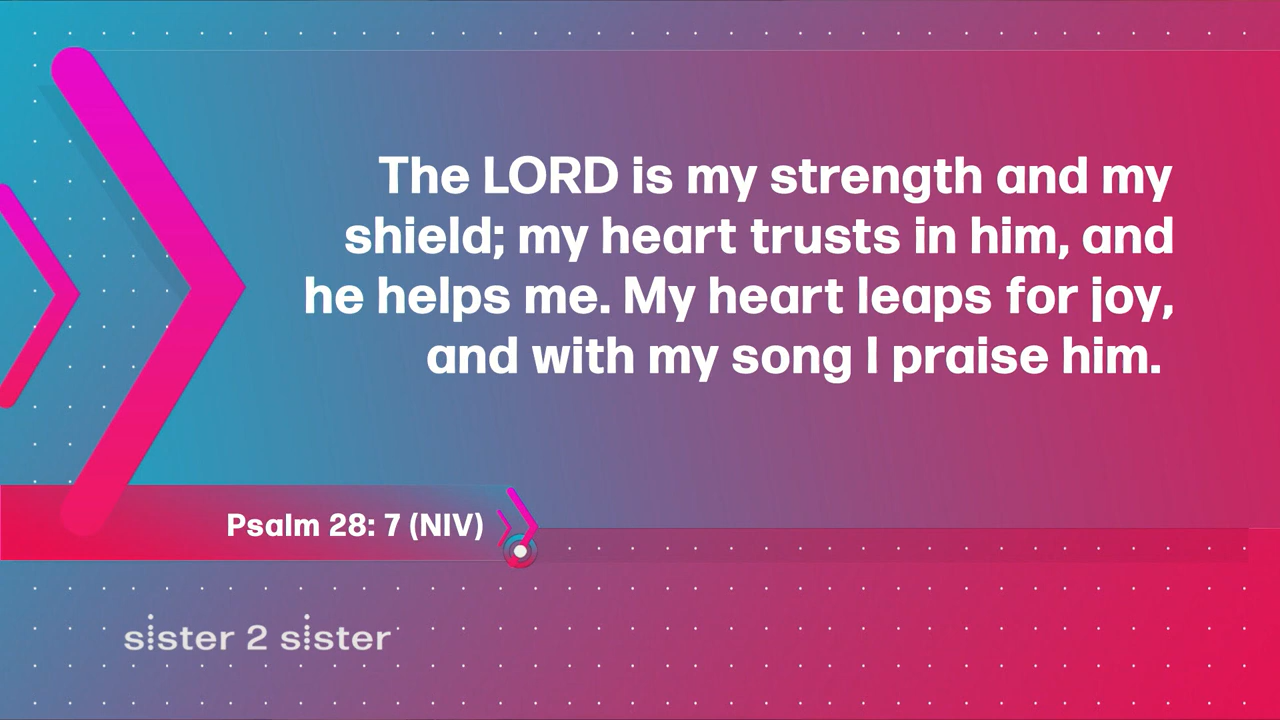 The LORD is my strength and my
shield; my heart trusts in him, and
he helps me. My heart leaps for joy,
and with my song I praise him.
Psalm 28: 7 (NIV)
sister 2 sister